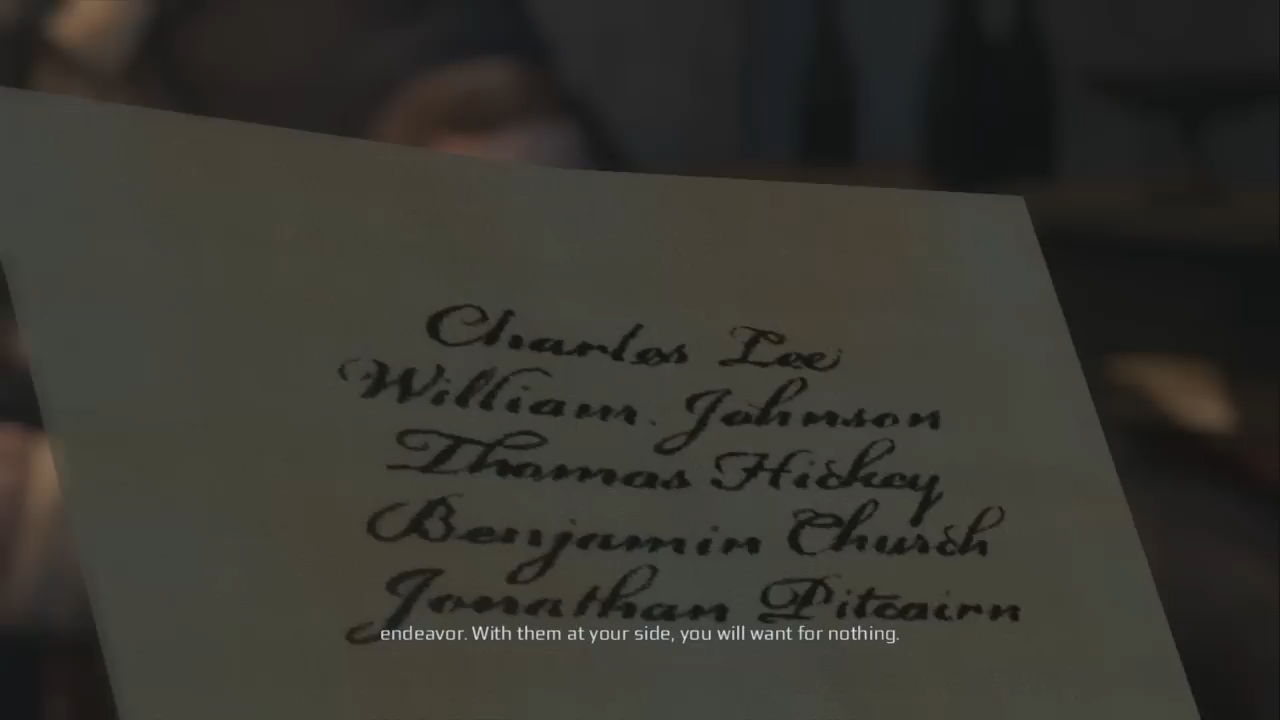 Charles Lee
William Johnson
Thomas Hickey
Benjamin Church
Jonathan Pitcairn
endeavor. With them at your side, you will want for nothing.